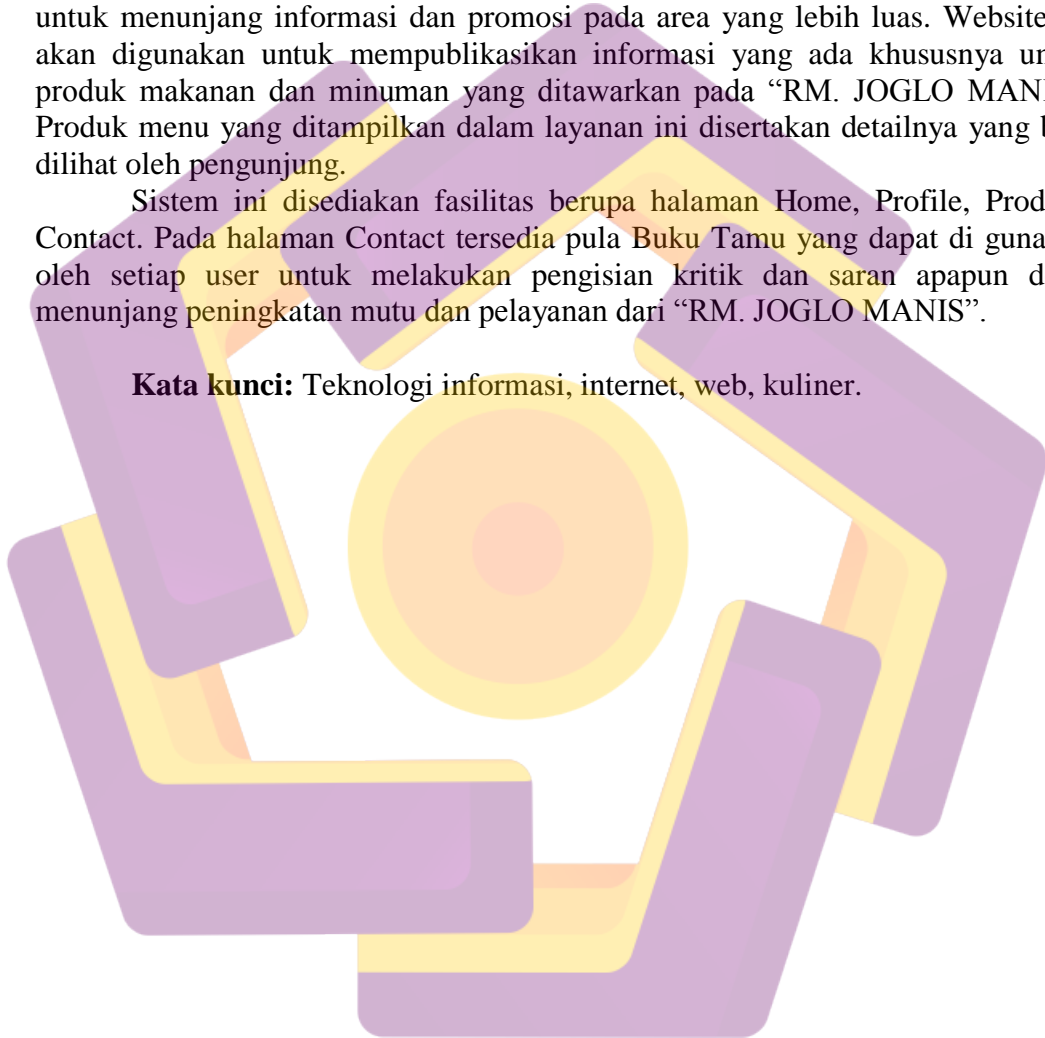 untuk menunjang informasi dan promosi pada area yang lebih luas. Website
akan digunakan untuk mempublikasikan informasi yang ada khususnya un
produk makanan dan minuman yang ditawarkan pada “RM. JOGLO MANI
Produk menu yang ditampilkan dalam layanan ini disertakan detailnya yang b
dilihat oleh pengunjung.
Sistem ini disediakan fasilitas berupa halaman Home, Profile, Prod
Contact. Pada halaman Contact tersedia pula Buku Tamu yang dapat di guna
oleh setiap user untuk melakukan pengisian kritik dan saran apapun d
menunjang peningkatan mutu dan pelayanan dari “RM. JOGLO MANIS”.
Kata kunci: Teknologi informasi, internet, web, kuliner.